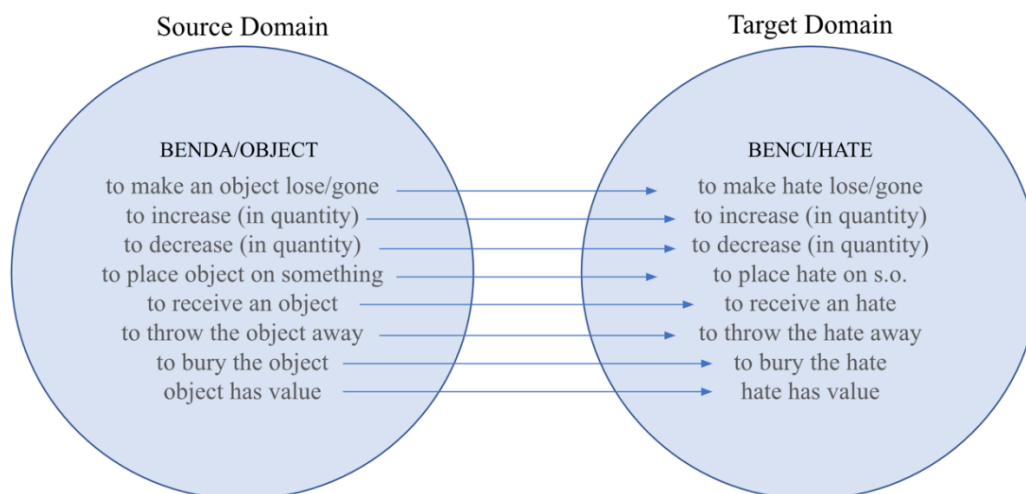 Source Domain
Target Domain
BENDA/OBJECT
to make an object lose/gone
to increase (in quantity)
to decrease (in quantity)
to place object on something
to receive an object
to throw the object away
to bury the object
object has value
BENCI/HATE
to make hate lose/gone
to increase (in quantity)
to decrease (in quantity)
to place hate on s.o.
to receive an hate
to throw the hate away
to bury the hate
hate has value